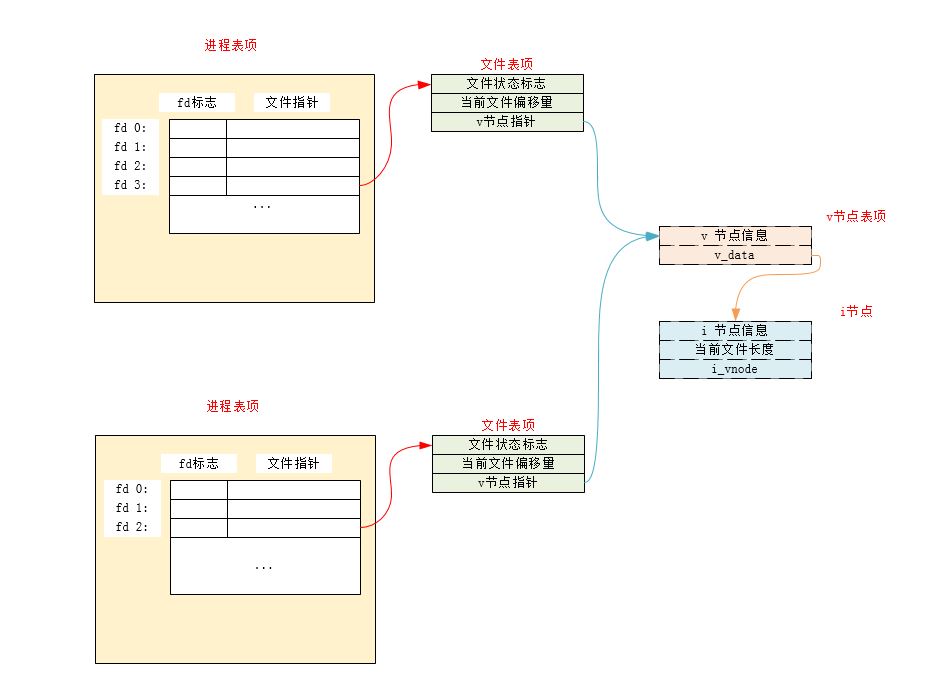 进程表项
fd标志 文件指针
fd 0:
fd 1:
fd 2:
fd 3:
...
文件表项
文件状态标志
当前文件偏移量
v节点指针
v节点表项
v 节点信息
v_data
i节点
i 节点信息
当前文件长度
i_vnode
进程表项
fd标志 文件指针
fd 0:
fd 1:
fd 2:
...
文件表项
文件状态标志
当前文件偏移量
v节点指针